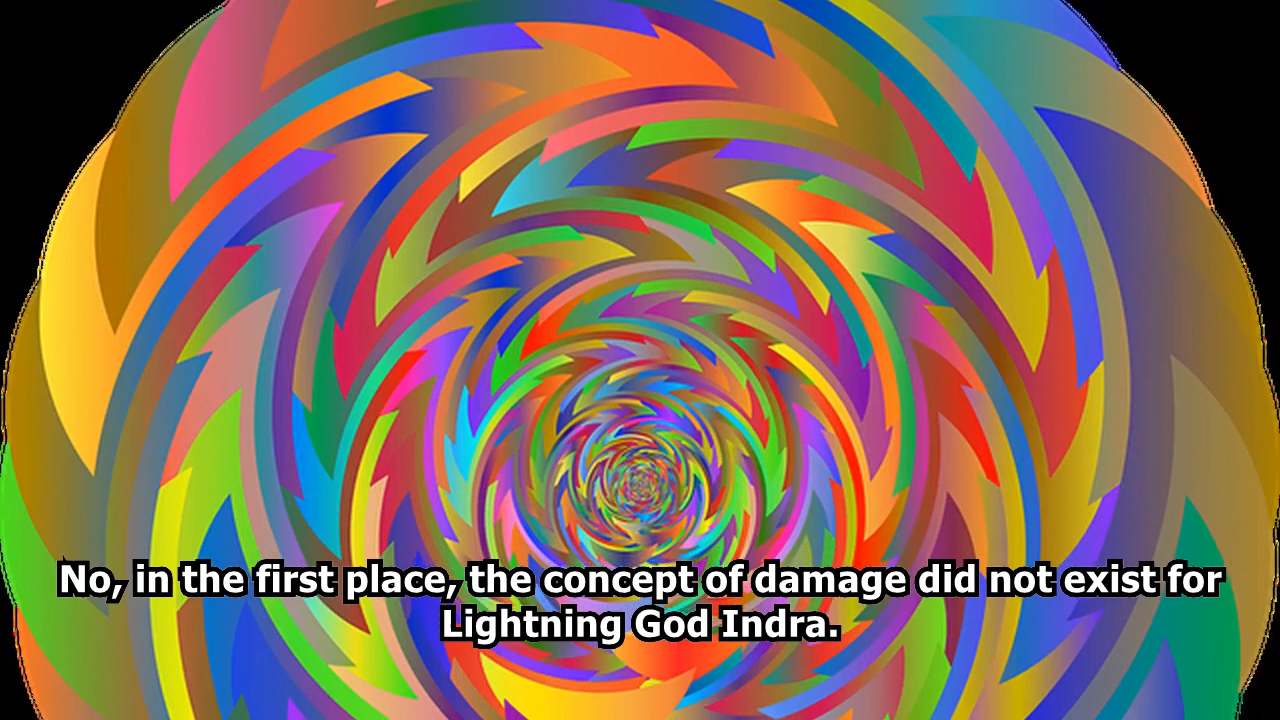 No, in the first place, the concept of damage did not exist for
Lightning God Indra.